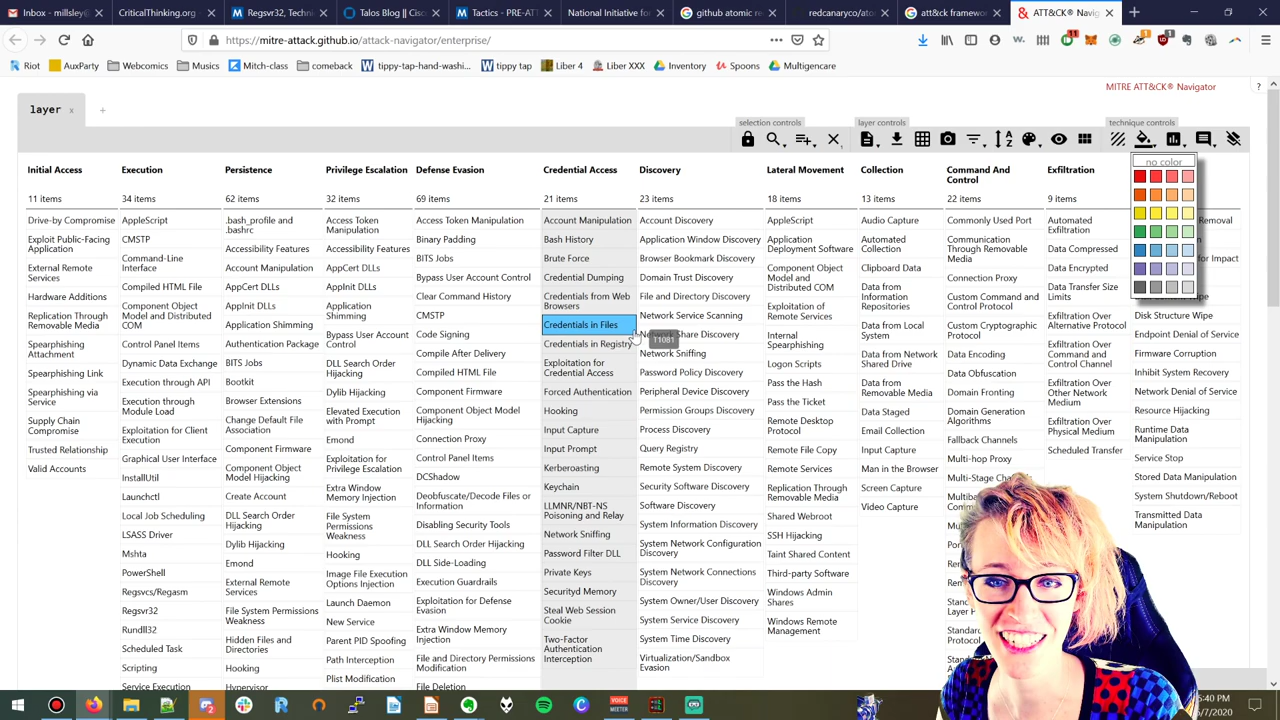 Inbox - milsley@
CriticalThinking.org
Regsvr32, Techni
Talos Blog || Cisco
Tactics - PRE-ATT
National Initiative for
github atomic re
redcanaryco/ato
att&ck framewo
ATT&CK® Navig
https://mitre-attack.github.io/attack-navigator/enterprise/
Riot
AuxParty
Webcomics
Musics
Mitch-class
comeback
tippy-tap-hand-washi...
tippy tap
Liber 4
Liber XXX
Inventory
Spoons
Multigencare
MITRE ATT&CK® Navigator
?
layer x +
selection controls
layer controls
technique controls
no color
Initial Access
11 items
Drive-by Compromise
Exploit Public-Facing
Application
External Remote
Services
Hardware Additions
Replication Through
Removable Media
Spearphishing
Attachment
Spearphishing Link
Spearphishing via
Service
Supply Chain
Compromise
Trusted Relationship
Valid Accounts
Execution
34 items
AppleScript
CMSTP
Command-Line
Interface
Compiled HTML File
Component Object
Model and Distributed
COM
Control Panel Items
Dynamic Data Exchange
Execution through API
Execution through
Module Load
Exploitation for Client
Execution
Graphical User Interface
InstallUtil
Launchctl
Local Job Scheduling
LSASS Driver
Mshta
PowerShell
Regsvcs/Regasm
Regsvr32
Rundll32
Scheduled Task
Scripting
Service Execution
Persistence
62 items
.bash_profile and
.bashrc
Accessibility Features
Account Manipulation
AppCert DLLs
AppInit DLLs
Application Shimming
Authentication Package
BITS Jobs
Bootkit
Browser Extensions
Change Default File
Association
Component Firmware
Component Object
Model Hijacking
Create Account
DLL Search Order
Hijacking
Dylib Hijacking
Emond
External Remote
Services
File System Permissions
Weakness
Hidden Files and
Directories
Hooking
Privilege Escalation
32 items
Access Token
Manipulation
Accessibility Features
AppCert DLLs
AppInit DLLs
Application
Shimming
Bypass User Account
Control
DLL Search Order
Hijacking
Dylib Hijacking
Elevated Execution
with Prompt
Emond
Exploitation for
Privilege Escalation
Extra Window
Memory Injection
File System
Permissions
Weakness
Hooking
Image File Execution
Options Injection
Launch Daemon
New Service
Parent PID Spoofing
Path Interception
Plist Modification
Defense Evasion
69 items
Access Token Manipulation
Binary Padding
BITS Jobs
Bypass User Account Control
Clear Command History
CMSTP
Code Signing
Compile After Delivery
Compiled HTML File
Component Firmware
Component Object Model
Hijacking
Connection Proxy
Control Panel Items
DCShadow
Deobfuscate/Decode Files or
Information
Disabling Security Tools
DLL Search Order Hijacking
DLL Side-Loading
Execution Guardrails
Exploitation for Defense
Evasion
Extra Window Memory
Injection
File and Directory Permissions
Modification
File Deletion
Credential Access
21 items
Account Manipulation
Bash History
Brute Force
Credential Dumping
Credentials from Web
Browsers
Credentials in Files
Credentials in Registry
Exploitation for
Credential Access
Forced Authentication
Hooking
Input Capture
Input Prompt
Kerberoasting
Keychain
LLMNR/NBT-NS
Poisoning and Relay
Network Sniffing
Password Filter DLL
Private Keys
Securityd Memory
Steal Web Session
Cookie
Two-Factor
Authentication
Interception
T1081
Discovery
23 items
Account Discovery
Application Window Discovery
Browser Bookmark Discovery
Domain Trust Discovery
File and Directory Discovery
Network Service Scanning
Network Share Discovery
Network Sniffing
Password Policy Discovery
Peripheral Device Discovery
Permission Groups Discovery
Process Discovery
Query Registry
Remote System Discovery
Security Software Discovery
Software Discovery
System Information Discovery
System Network Configuration
Discovery
System Network Connections
Discovery
System Owner/User Discovery
System Service Discovery
System Time Discovery
Virtualization/Sandbox
Evasion
Lateral Movement
18 items
AppleScript
Application
Deployment Software
Component Object
Model and
Distributed COM
Exploitation of
Remote Services
Internal
Spearphishing
Logon Scripts
Pass the Hash
Pass the Ticket
Remote Desktop
Protocol
Remote File Copy
Remote Services
Replication Through
Removable Media
Shared Webroot
SSH Hijacking
Taint Shared Content
Third-party Software
Windows Admin
Shares
Windows Remote
Management
Collection
13 items
Audio Capture
Automated
Collection
Clipboard Data
Data from
Information
Repositories
Data from Local
System
Data from Network
Shared Drive
Data from
Removable Media
Data Staged
Email Collection
Input Capture
Man in the Browser
Screen Capture
Video Capture
Command And
Control
22 items
Commonly Used Port
Communication
Through Removable
Media
Connection Proxy
Custom Command and
Control Protocol
Custom Cryptographic
Protocol
Data Encoding
Data Obfuscation
Domain Fronting
Domain Generation
Algorithms
Fallback Channels
Multi-hop Proxy
Multi-Stage
Exfiltration
9 items
Automated
Exfiltration
Data Compressed
Data Encrypted
Data Transfer Size
Limits
Exfiltration Over
Alternative Protocol
Exfiltration Over
Command and
Control Channel
Exfiltration Over
Other Network
Medium
Exfiltration Over
Physical Medium
Scheduled Transfer
Removal
for Impact
Disk Structure Wipe
Endpoint Denial of Service
Firmware Corruption
Inhibit System Recovery
Network Denial of Service
Resource Hijacking
Runtime Data
Manipulation
Service Stop
Stored Data Manipulation
System Shutdown/Reboot
Transmitted Data
Manipulation
VOICE
MEETER
:40 PM
/7/2020